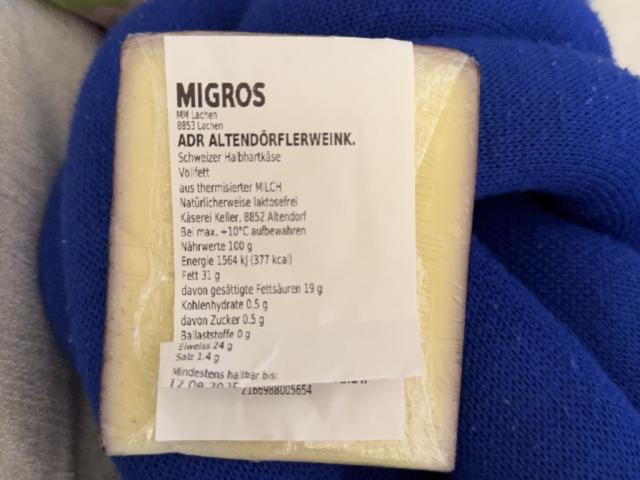 MIGROS
MM Lachen
8853 Lachen
ADR ALTENDÖRFLERWEINK.
Schweizer Halbhartkäse
Vollfett
aus thermisierter MILCH
Natürlicherweise laktosefrei
Käserei Keller, 8852 Altendorf
Bei max. +10°C aufbewahren
Nährwerte 100 g
Energie 1564 kJ (377 kcal)
Fett 31 g
davon gesättigte Fettsäuren 19 g
Kohlenhydrate 0.5 g
davon Zucker 0.5 g
Ballaststoffe 0 g
Eiweiss 24 g
Salz 1.4 g
Mindestens haltbar bis:
2166988005654